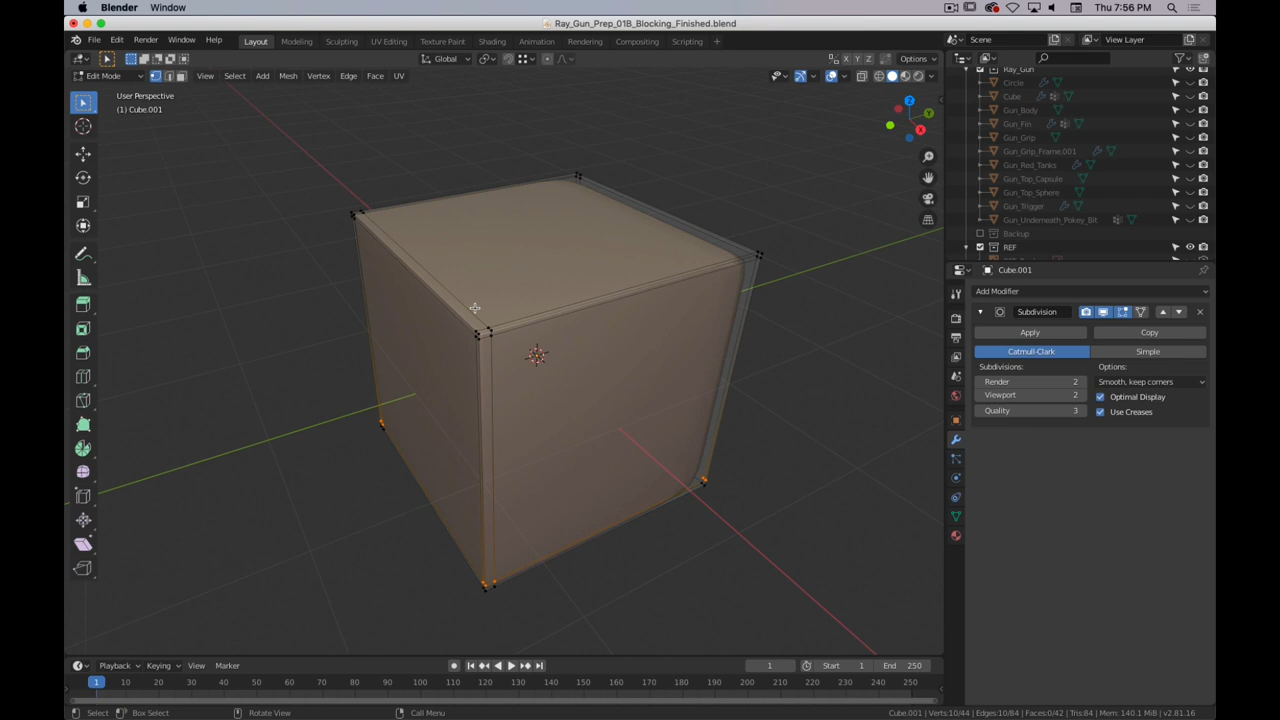 Blender Window Thu 7:56 PM
Ray_Gun_Prep_01B_Blocking_Finished.blend
File Edit Render Window Help Layout Modeling Sculpting UV Editing Texture Paint Shading Animation Rendering Compositing Scripting + Scene View Layer
Global X Y Z Options
Edit Mode View Select Add Mesh Vertex Edge Face UV
User Perspective
(1) Cube.001
Z
Y
X
Ray_Gun
Circle
Cube
Gun_Body
Gun_Fin
Gun_Grip
Gun_Grip_Frame.001
Gun_Red_Tanks
Gun_Top_Capsule
Gun_Top_Sphere
Gun_Trigger
Gun_Underneath_Pokey_Bit
Backup
REF
Cube.001
Add Modifier
Subdivision
Apply Copy
Catmull-Clark Simple
Subdivisions: Options:
Render 2 Smooth, keep corners
Viewport 2 Optimal Display
Quality 3 Use Creases
Playback Keying View Marker 1 Start 1 End 250
1 10 20 30 40 50 60 70 80 90 100 110 120 130 140 150 160 170 180 190 200 210 220 230 240 250
Select Box Select Rotate View Call Menu Cube.001 | Verts:10/44 | Edges:10/84 | Faces:0/42 | Tris:84 | Mem: 140.1 MiB | v2.81.16